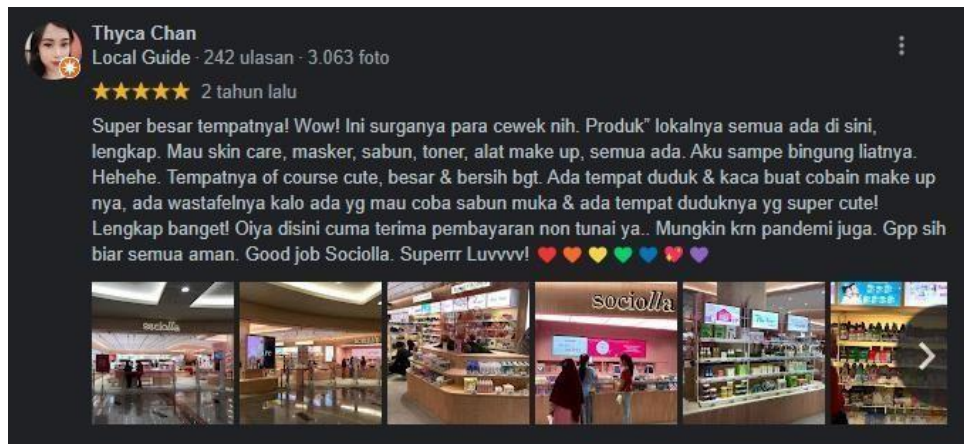 Thyca Chan
Local Guide · 242 ulasan · 3.063 foto
2 tahun lalu
Super besar tempatnya! Wow! Ini surganya para cewek nih. Produk” lokalnya semua ada di sini,
lengkap. Mau skin care, masker, sabun, toner, alat make up, semua ada. Aku sampe bingung liatnya.
Hehehe. Tempatnya of course cute, besar & bersih bgt. Ada tempat duduk & kaca buat cobain make up
nya, ada wastafelnya kalo ada yg mau coba sabun muka & ada tempat duduknya yg super cute!
Lengkap banget! Oiya disini cuma terima pembayaran non tunai ya.. Mungkin krn pandemi juga. Gpp sih
biar semua aman. Good job Sociolla. Superrr Luvvvv! ❤️🧡💛💚💙💖💜
sociolla
sociolla